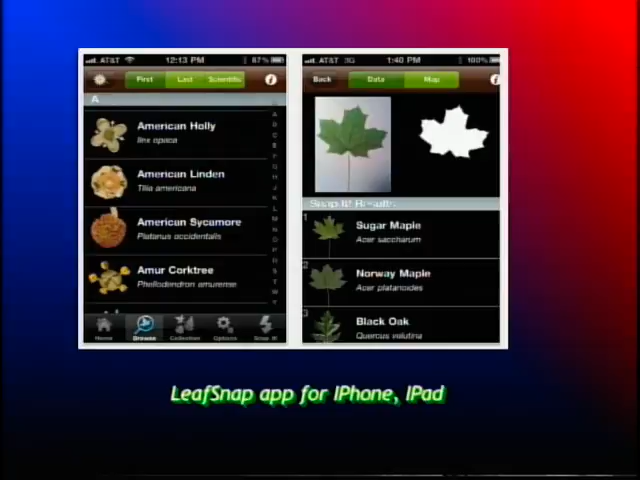 AT&T 12:13 PM 87%
First Last Scientific
A
American Holly
Ilex opaca
American Linden
Tilia americana
American Sycamore
Platanus occidentalis
Amur Corktree
Phellodendron amurense
Home Browse Collection Options Snap It!
AT&T 3G 1:40 PM 100%
Back Data Map
Snap It! Results
1
Sugar Maple
Acer saccharum
2
Norway Maple
Acer platanoides
3
Black Oak
Quercus velutina
LeafSnap app for IPhone, IPad